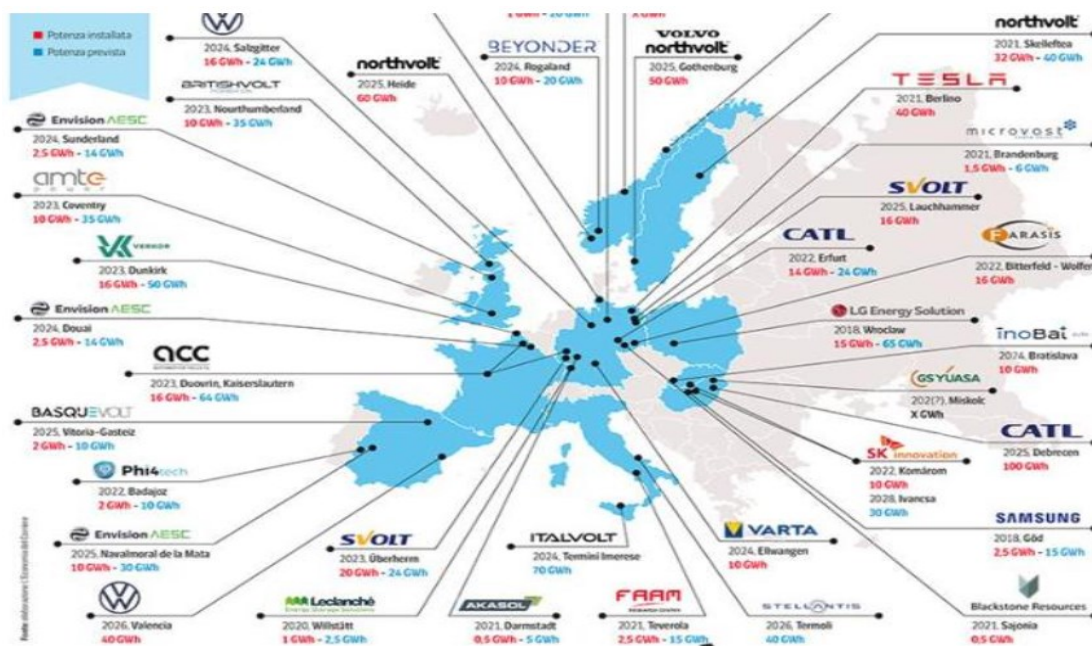 Potenza installata
Potenza prevista
2024, Salzgitter
16 GWh - 24 GWh
BRITISHVOLT
2023, Nourthumberland
10 GWh - 35 GWh
Envision AESC
2024, Sunderland
2,5 GWh - 14 GWh
amte
power
2023, Coventry
10 GWh - 35 GWh
VERKOR
2023, Dunkirk
16 GWh - 50 GWh
Envision AESC
2024, Douai
2,5 GWh - 14 GWh
acc
2023, Duovrin, Kaiserslautern
16 GWh - 64 GWh
BASQUEVOLT
2025, Vitoria-Gasteiz
2 GWh - 10 GWh
Phi4tech
2022, Badajoz
2 GWh - 10 GWh
Envision AESC
2025, Navalmoral de la Mata
10 GWh - 30 GWh
2026, Valencia
40 GWh
northvolt
2025, Heide
60 GWh
BEYONDER
2024, Rogaland
10 GWh - 20 GWh
VOLVO
northvolt
2025, Gothenburg
50 GWh
northvolt
2021, Skelleftea
32 GWh - 40 GWh
TESLA
2021, Berlino
40 GWh
microvast
2021, Brandenburg
1,5 GWh - 6 GWh
SVOLT
2025, Lauchhammer
16 GWh
CATL
2022, Erfurt
14 GWh - 24 GWh
FARASIS
2022, Bitterfeld - Wolfen
16 GWh
LG Energy Solution
2018, Wroclaw
15 GWh - 65 GWh
inoBat
2024, Bratislava
10 GWh
GS YUASA
202(?), Miskolc
X GWh
CATL
2025, Debrecen
100 GWh
SK innovation
2022, Komárom
10 GWh
2028, Ivancsa
30 GWh
SAMSUNG
2018, Göd
2,5 GWh - 15 GWh
Blackstone Resources
2021, Sajonia
0,5 GWh
SVOLT
2023, Überherrn
20 GWh - 24 GWh
ITALVOLT
2024, Termini Imerese
70 GWh
VARTA
2024, Ellwangen
10 GWh
Leclanché
Energy Storage Solutions
2020, Willstätt
1 GWh - 2,5 GWh
AKASOL
2021, Darmstadt
0,5 GWh - 5 GWh
FAAM
RESEARCH CENTER
2021, Teverola
2,5 GWh - 15 GWh
STELLANTIS
2026, Termoli
40 GWh